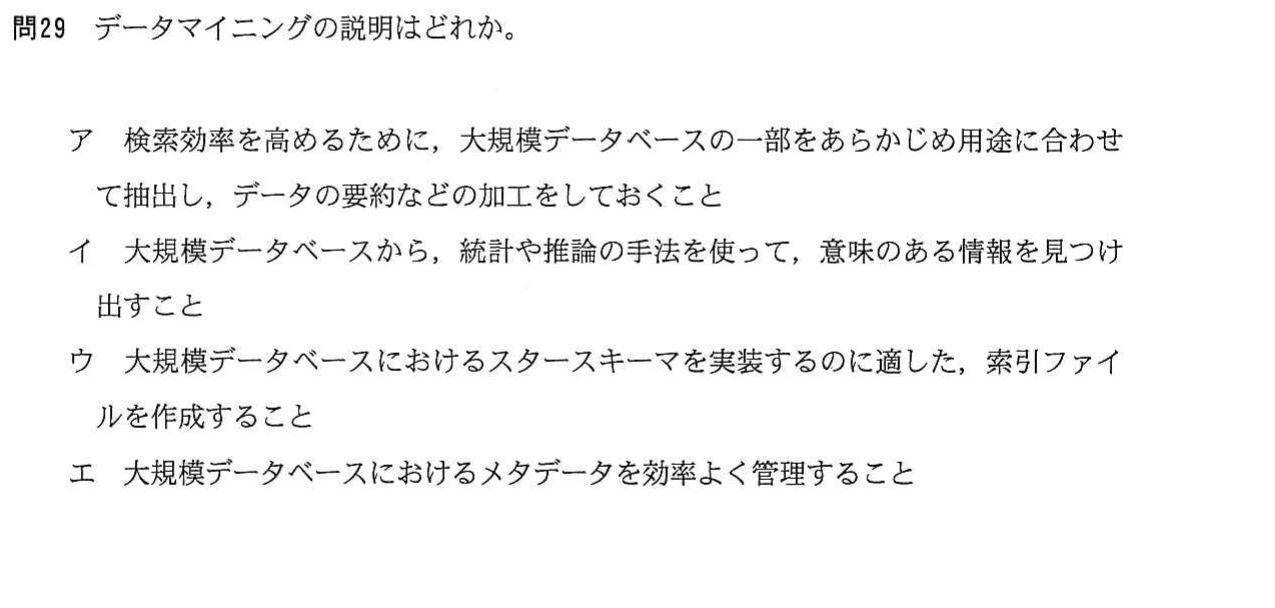 問29　データマイニングの説明はどれか。
ア　検索効率を高めるために，大規模データベースの一部をあらかじめ用途に合わせ
て抽出し，データの要約などの加工をしておくこと
イ　大規模データベースから，統計や推論の手法を使って，意味のある情報を見つけ
出すこと
ウ　大規模データベースにおけるスタースキーマを実装するのに適した，索引ファイ
ルを作成すること
エ　大規模データベースにおけるメタデータを効率よく管理すること